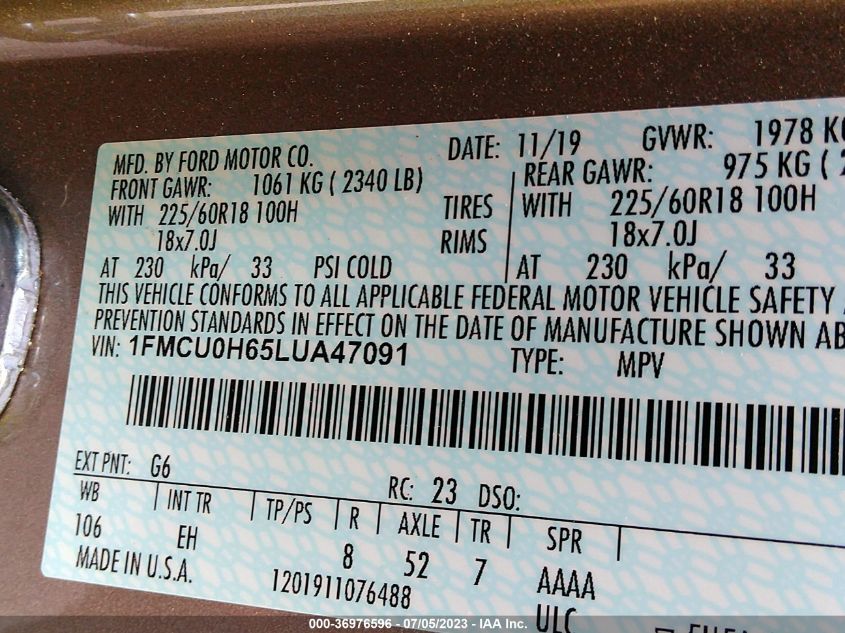 MFD. BY FORD MOTOR CO. DATE: 11/19 GVWR: 1978 KG
FRONT GAWR: 1061 KG ( 2340 LB) REAR GAWR: 975 KG (
WITH 225/60R18 100H TIRES WITH 225/60R18 100H
18x7.0J RIMS 18x7.0J
AT 230 kPa/ 33 PSI COLD AT 230 kPa/ 33
THIS VEHICLE CONFORMS TO ALL APPLICABLE FEDERAL MOTOR VEHICLE SAFETY
PREVENTION STANDARDS IN EFFECT ON THE DATE OF MANUFACTURE SHOWN AB
VIN: 1FMCU0H65LUA47091 TYPE: MPV
EXT PNT: G6 RC: 23 DSO:
WB INT TR TP/PS R AXLE TR SPR
106 EH 8 52 7 AAAA
MADE IN U.S.A. 1201911076488 ULC
000-36976596 - 07/05/2023 - IAA Inc.